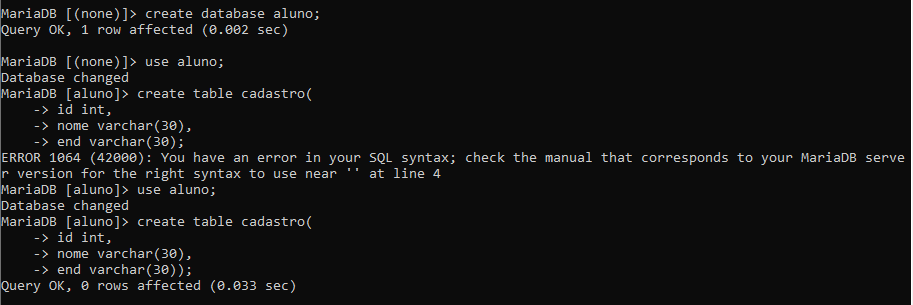 MariaDB [(none)]> create database aluno;
Query OK, 1 row affected (0.002 sec)
MariaDB [(none)]> use aluno;
Database changed
MariaDB [aluno]> create table cadastro(
    -> id int,
    -> nome varchar(30),
    -> end varchar(30);
ERROR 1064 (42000): You have an error in your SQL syntax; check the manual that corresponds to your MariaDB serve
r version for the right syntax to use near '' at line 4
MariaDB [aluno]> use aluno;
Database changed
MariaDB [aluno]> create table cadastro(
    -> id int,
    -> nome varchar(30),
    -> end varchar(30));
Query OK, 0 rows affected (0.033 sec)